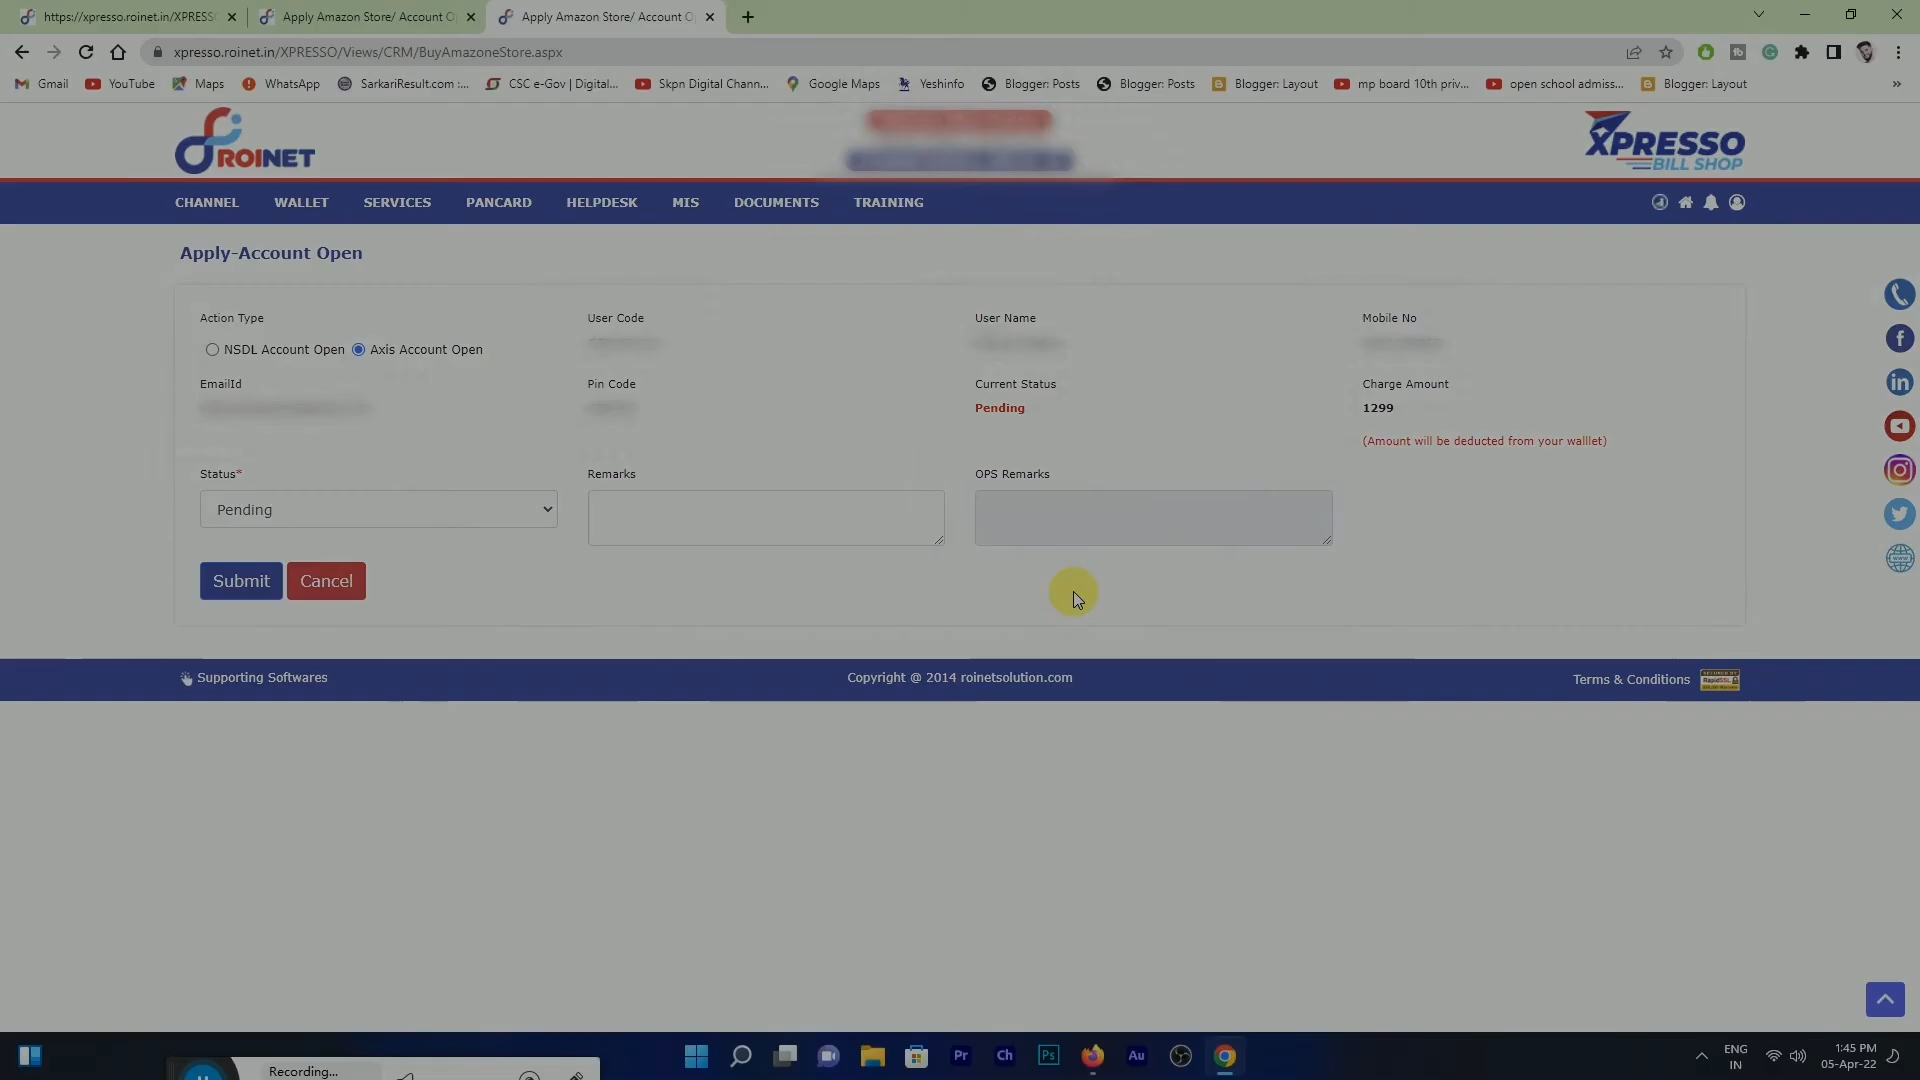 https://xpresso.roinet.in/XPRESS
Apply Amazon Store/ Account O
Apply Amazon Store/ Account O
xpresso.roinet.in/XPRESSO/Views/CRM/BuyAmazoneStore.aspx
Gmail YouTube Maps WhatsApp SarkariResult.com :... CSC e-Gov | Digital... Skpn Digital Chann... Google Maps Yeshinfo Blogger: Posts Blogger: Posts Blogger: Layout mp board 10th priv... open school admiss... Blogger: Layout »
ROINET
XPRESSO
BILL SHOP
CHANNEL WALLET SERVICES PANCARD HELPDESK MIS DOCUMENTS TRAINING
Apply-Account Open
Action Type User Code User Name Mobile No
NSDL Account Open Axis Account Open
EmailId Pin Code Current Status Charge Amount
Pending 1299
(Amount will be deducted from your walllet)
Status* Remarks OPS Remarks
Pending
Submit Cancel
Supporting Softwares Copyright @ 2014 roinetsolution.com Terms & Conditions
RapidSSL
Pr Ch Ps Au
ENG
IN
1:45 PM
05-Apr-22
Recording...